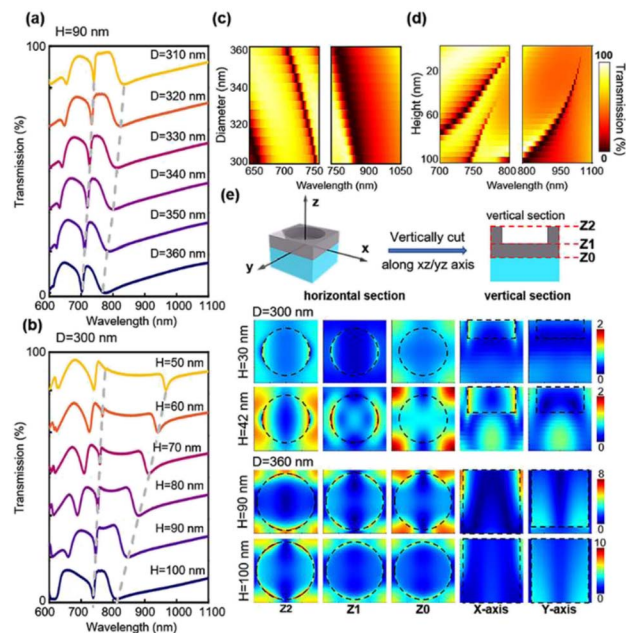 (a)
H=90 nm
100
D=310 nm
D=320 nm
D=330 nm
D=340 nm
D=350 nm
D=360 nm
Transmission (%)
0
600 700 800 900 1000 1100
Wavelength (nm)
(b)
D=300 nm
100
H=50 nm
H=60 nm
H=70 nm
H=80 nm
H=90 nm
H=100 nm
Transmission (%)
0
600 700 800 900 1000 1100
Wavelength (nm)
(c)
360
340
320
300
Diameter (nm)
650 700 750 750 900 1050
Wavelength (nm)
(d)
20
60
100
Height (nm)
700 800 800 950 1100
Wavelength (nm)
100
0
Transmission (%)
(e)
z
x
y
Vertically cut
along xz/yz axis
vertical section
Z2
Z1
Z0
horizontal section
vertical section
D=300 nm
H=30 nm
2
0
H=42 nm
2
0
D=360 nm
H=90 nm
8
0
H=100 nm
10
0
Z2 Z1 Z0 X-axis Y-axis